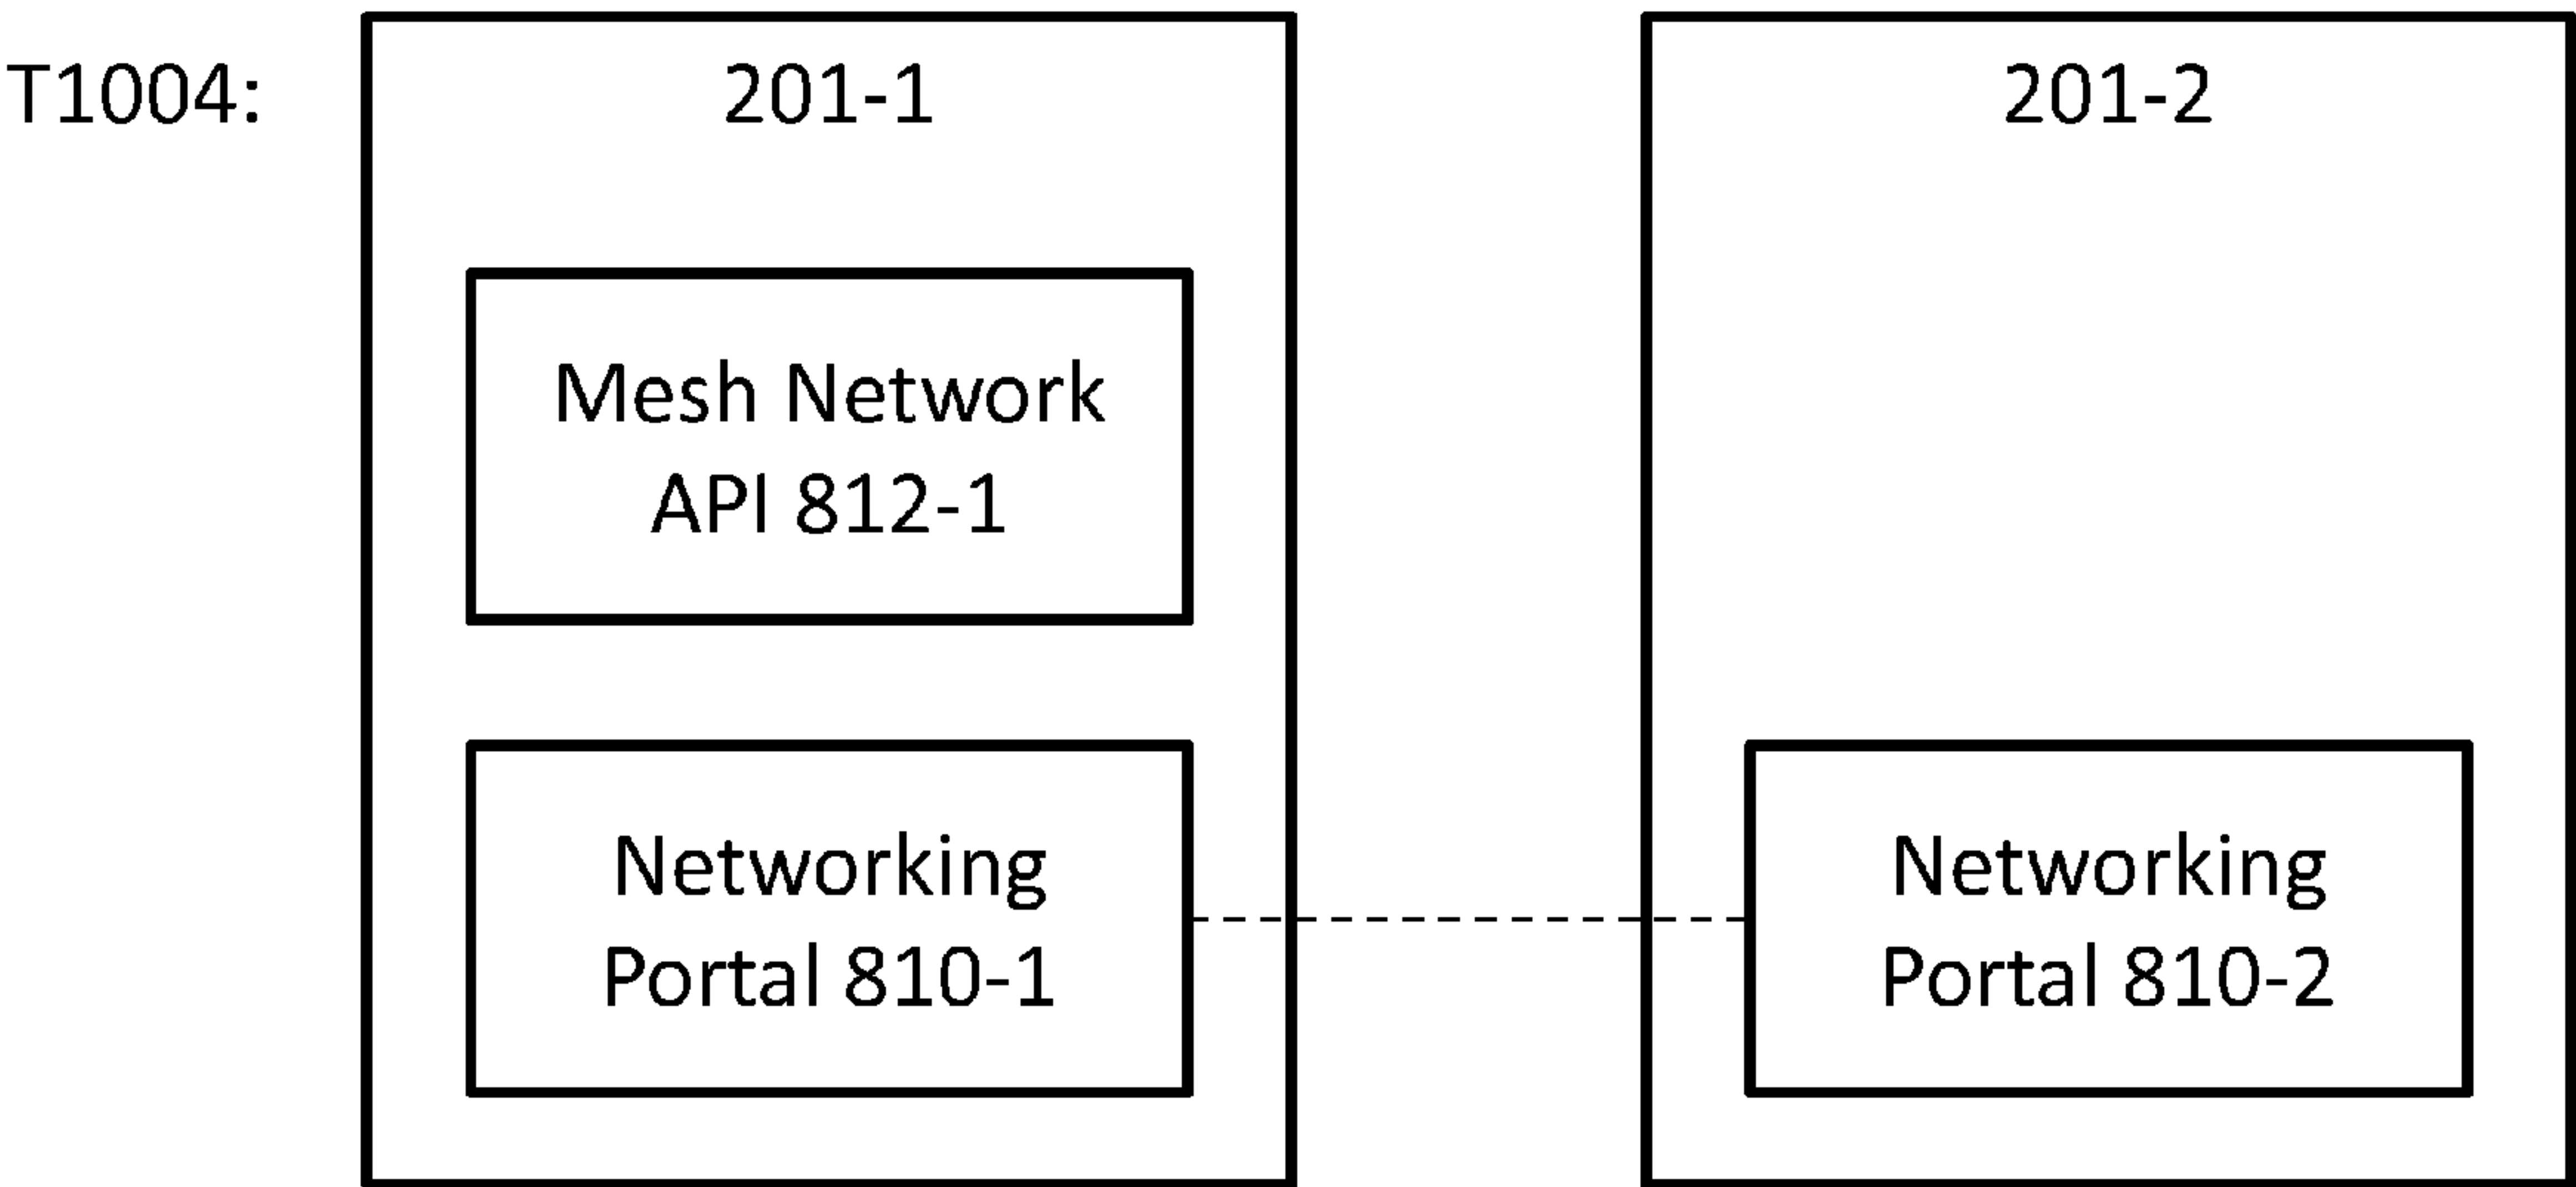 T1004:
201-1
201-2
Mesh Network
API 812-1
Networking
Portal 810-1
Networking
Portal 810-2